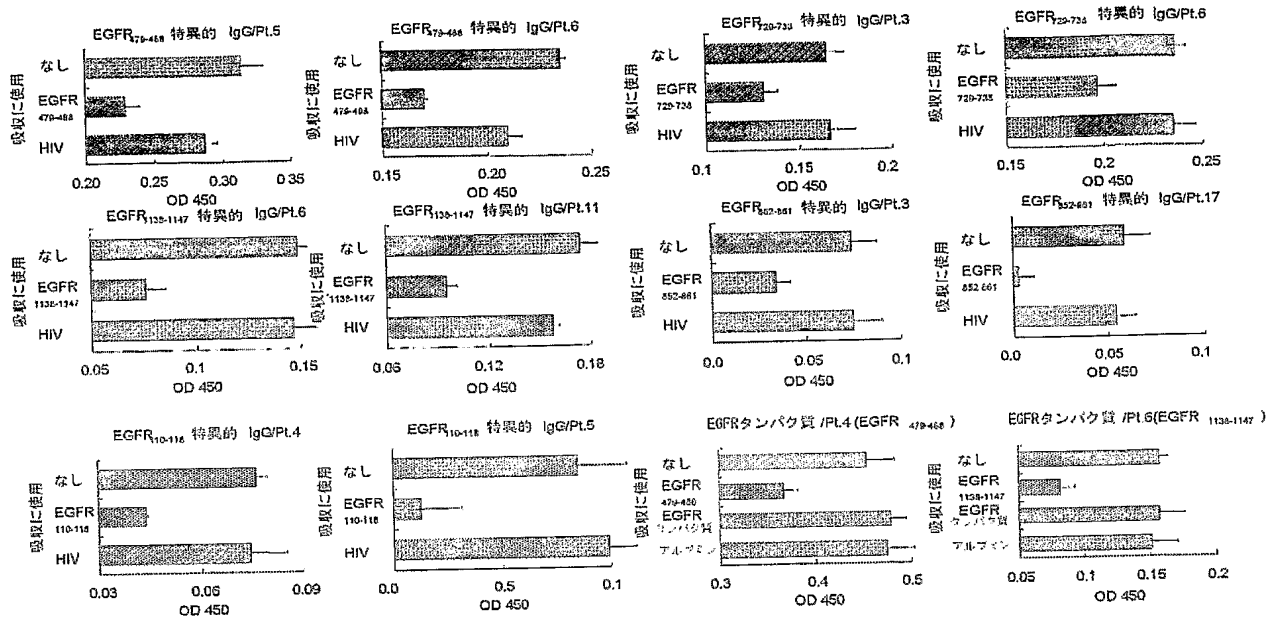 EGFR479-488 特異的 IgG/Pt.5
吸収に使用
なし
EGFR
479-488
HIV
0.20 0.25 0.30 0.35
OD 450
EGFR479-488 特異的 IgG/Pt.6
吸収に使用
なし
EGFR
479-488
HIV
0.15 0.20 0.25
OD 450
EGFR729-735 特異的 IgG/Pt.3
吸収に使用
なし
EGFR
729-735
HIV
0.1 0.15 0.2
OD 450
EGFR729-735 特異的 IgG/Pt.6
吸収に使用
なし
EGFR
729-735
HIV
0.15 0.2 0.25
OD 450
EGFR1138-1147 特異的 IgG/Pt.6
吸収に使用
なし
EGFR
1138-1147
HIV
0.05 0.1 0.15
OD 450
EGFR1138-1147 特異的 IgG/Pt.11
吸収に使用
なし
EGFR
1138-1147
HIV
0.06 0.12 0.18
OD 450
EGFR852-861 特異的 IgG/Pt.3
吸収に使用
なし
EGFR
852-861
HIV
0.0 0.05 0.1
OD 450
EGFR852-861 特異的 IgG/Pt.17
吸収に使用
なし
EGFR
852-861
HIV
0.0 0.05 0.1
OD 450
EGFR110-118 特異的 IgG/Pt.4
吸収に使用
なし
EGFR
110-118
HIV
0.03 0.06 0.09
OD 450
EGFR110-118 特異的 IgG/Pt.5
吸収に使用
なし
EGFR
110-118
HIV
0.0 0.5 0.1
OD 450
EGFRタンパク質 /Pt.4 (EGFR 479-488 )
吸収に使用
なし
EGFR
479-488
EGFR
タンパク質
アルブミン
0.3 0.4 0.5
OD 450
EGFRタンパク質 /Pt.6(EGFR 1138-1147 )
吸収に使用
なし
EGFR
1138-1147
EGFR
タンパク質
アルブミン
0.05 0.1 0.15 0.2
OD 450